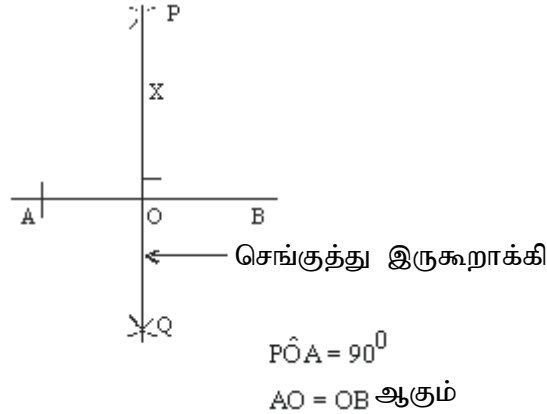 P
X
A O B
செங்குத்து இருகூறாக்கி
Q
PÔA = 90⁰
AO = OB ஆகும்